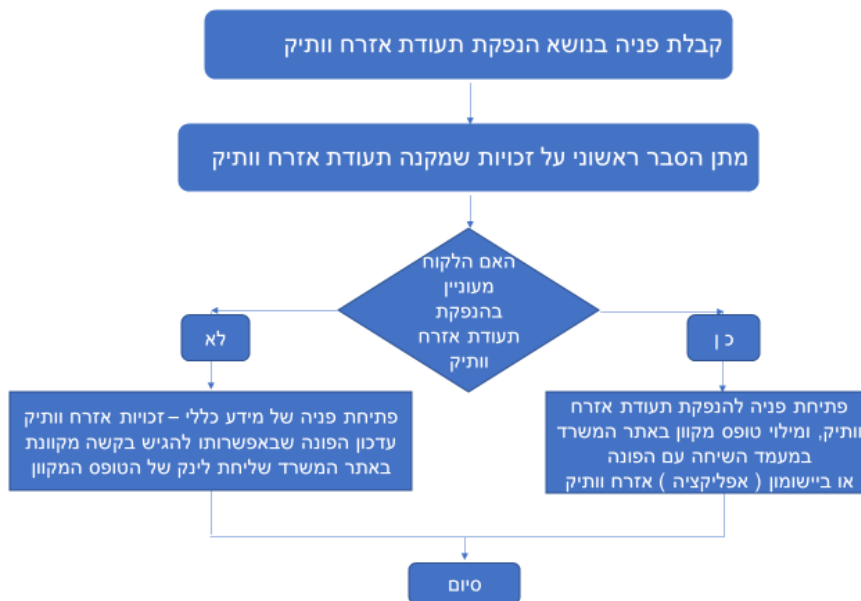 קבלת פניה בנושא הנפקת תעודת אזרח וותיק
מתן הסבר ראשוני על זכויות שמקנה תעודת אזרח וותיק
האם הלקוח
מעוניין
בהנפקת
תעודת אזרח
וותיק
כ ן
לא
פתיחת פניה להנפקת תעודת אזרח
וותיק, ומילוי טופס מקוון באתר המשרד
במעמד השיחה עם הפונה
או ביישומון ( אפליקציה ) אזרח וותיק
פתיחת פניה של מידע כללי – זכויות אזרח וותיק
עדכון הפונה שבאפשרותו להגיש בקשה מקוונת
באתר המשרד שליחת לינק של הטופס המקוון
סיום